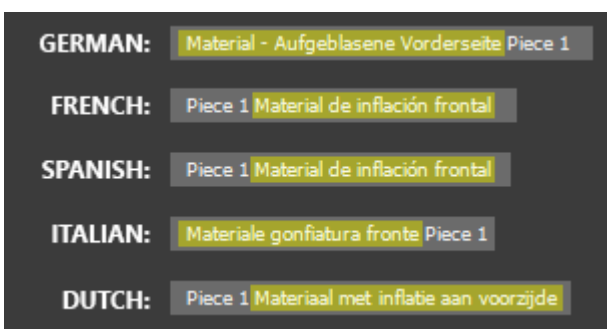 GERMAN: Material - Aufgeblasene Vorderseite Piece 1
FRENCH: Piece 1 Material de inflación frontal
SPANISH: Piece 1 Material de inflación frontal
ITALIAN: Materiale gonfiatura fronte Piece 1
DUTCH: Piece 1 Materiaal met inflatie aan voorzijde